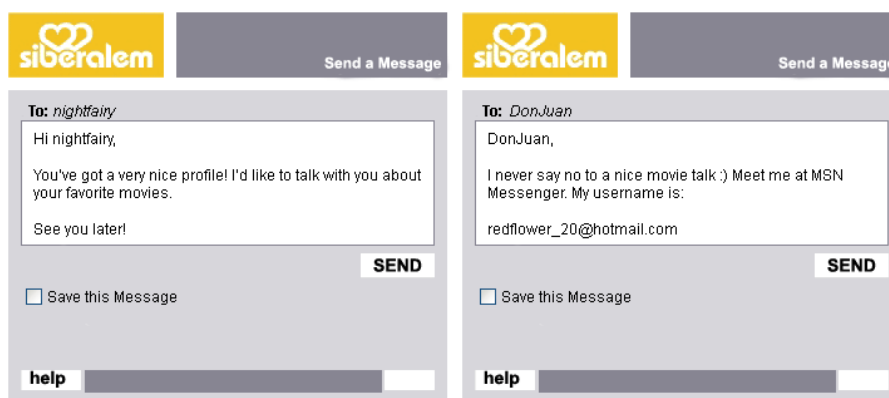 siberalem
Send a Message
To: nightfairy
Hi nightfairy,
You've got a very nice profile! I'd like to talk with you about
your favorite movies.
See you later!
SEND
Save this Message
help
siberalem
Send a Messag
To: DonJuan
DonJuan,
I never say no to a nice movie talk :) Meet me at MSN
Messenger. My username is:
redflower_20@hotmail.com
SEND
Save this Message
help